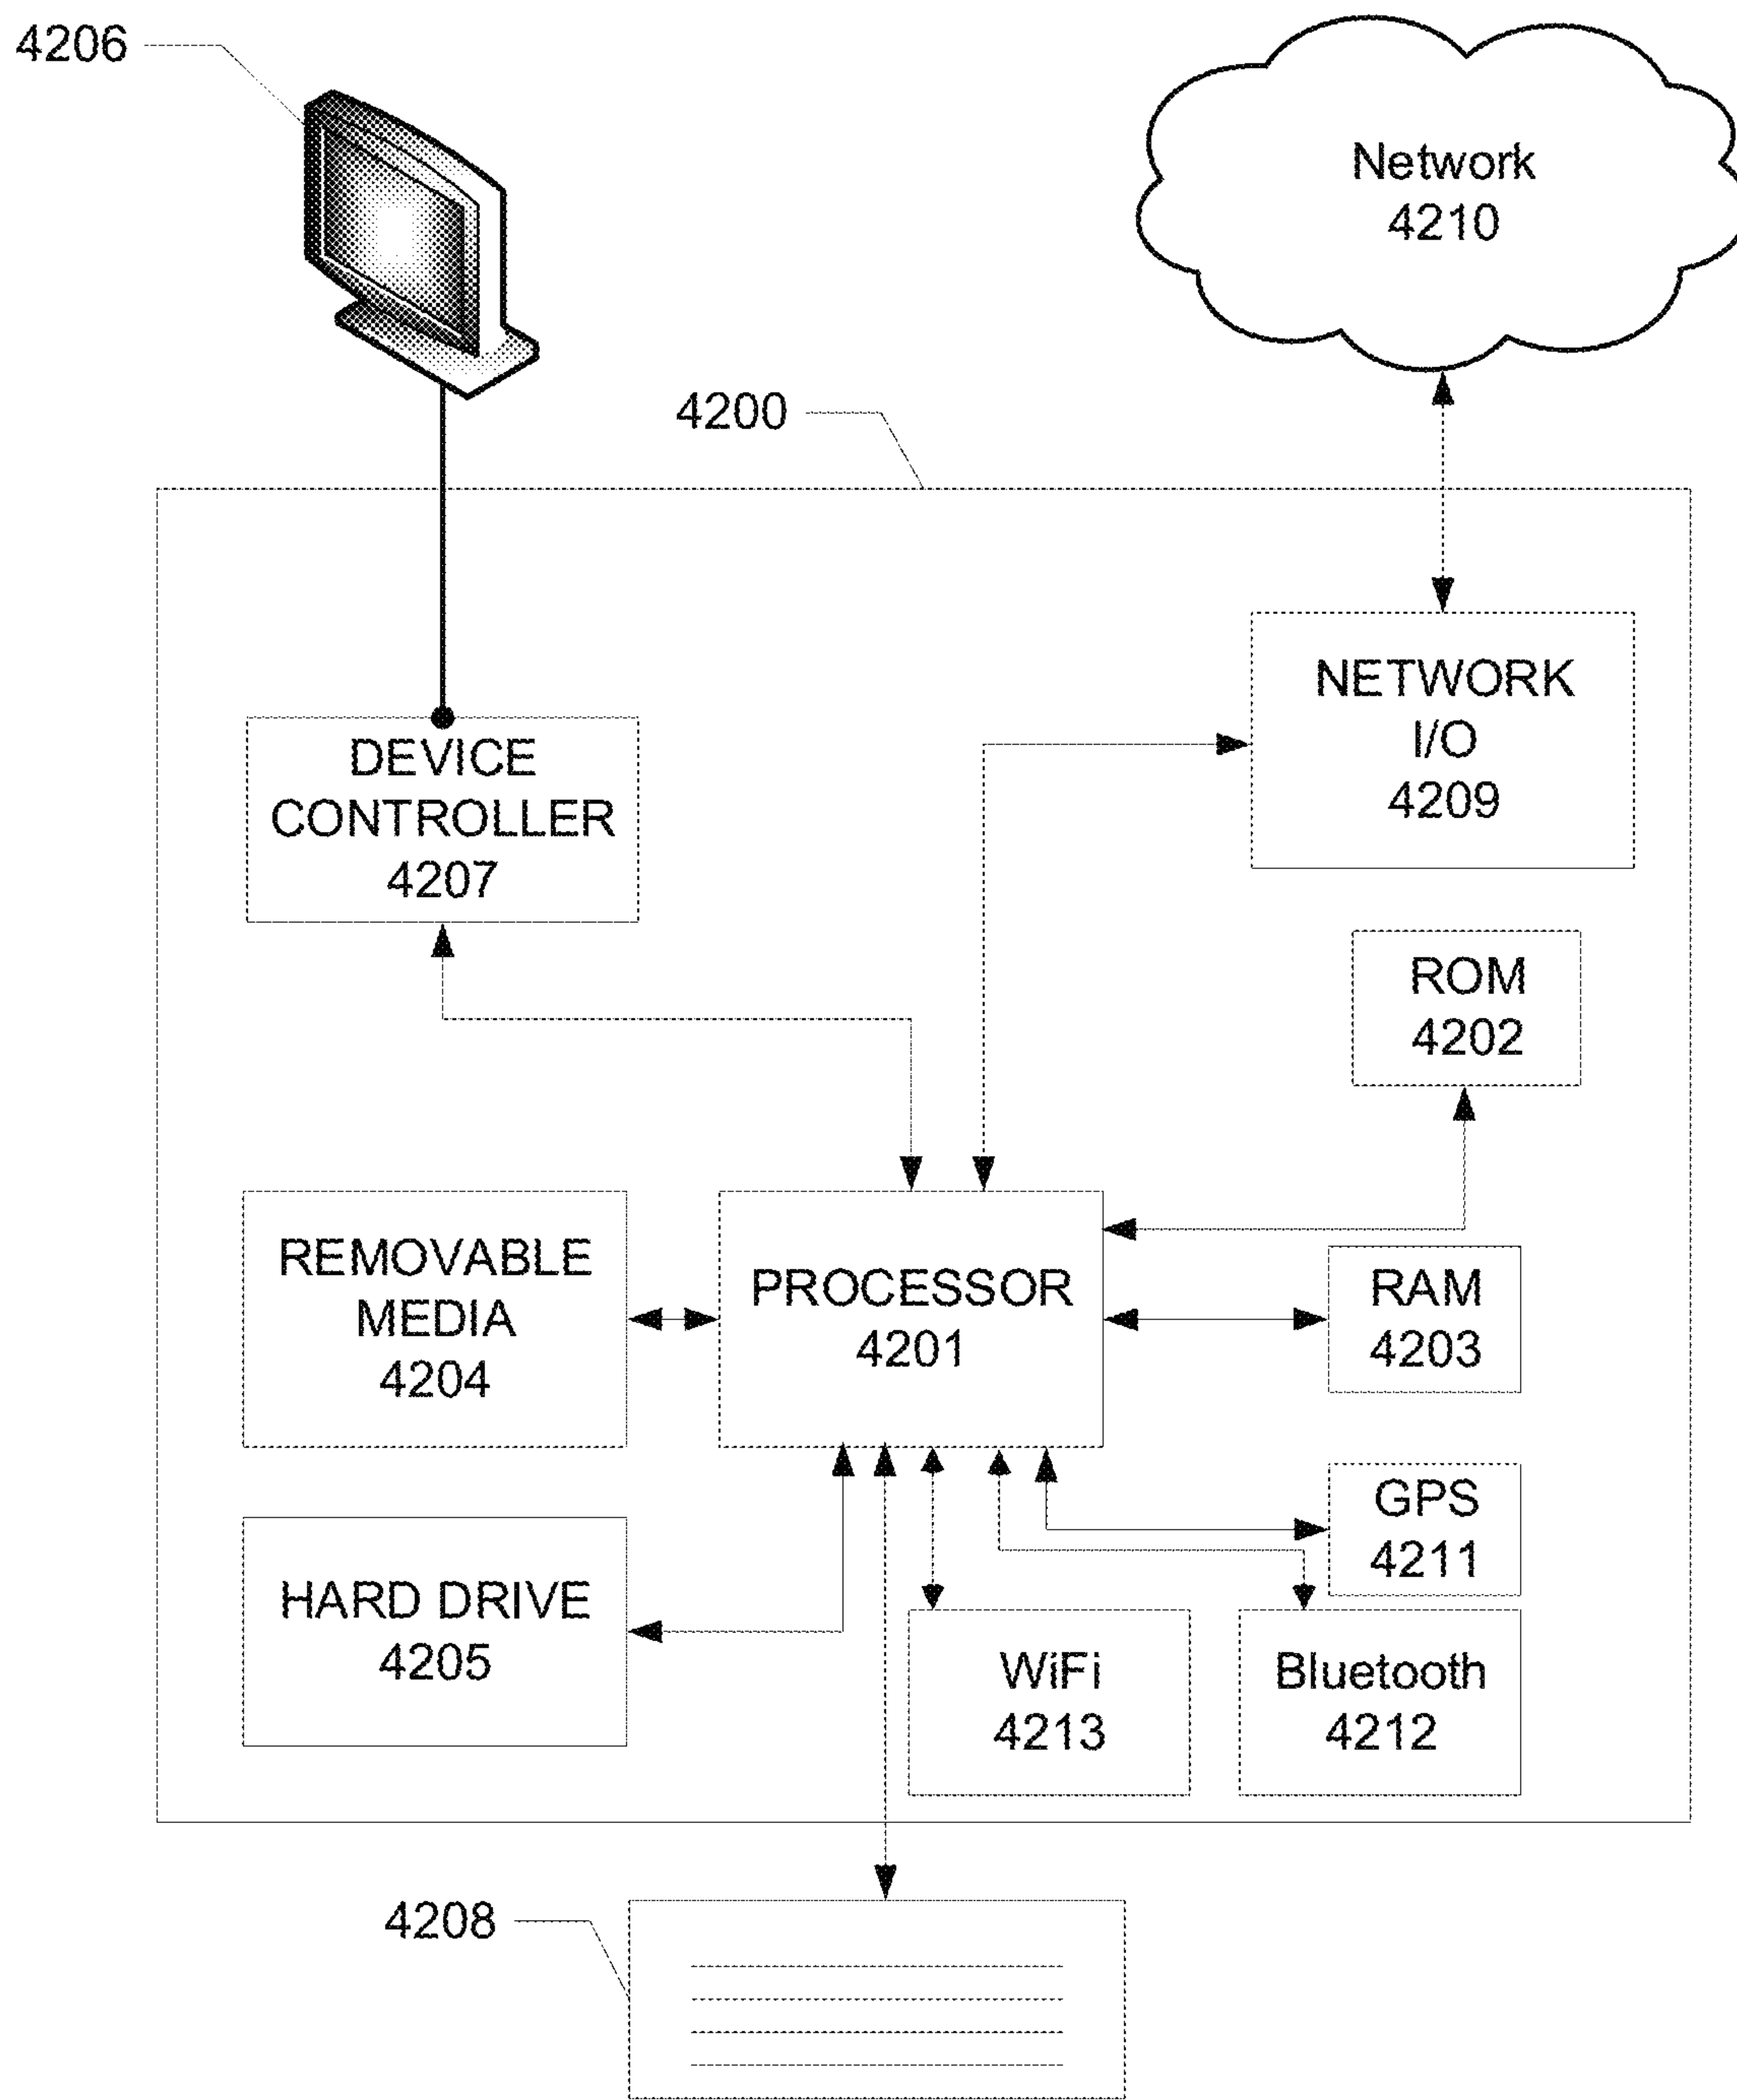 4206
Network
4210
4200
NETWORK
I/O
4209
DEVICE
CONTROLLER
4207
ROM
4202
REMOVABLE
MEDIA
4204
PROCESSOR
4201
RAM
4203
GPS
4211
HARD DRIVE
4205
WiFi
4213
Bluetooth
4212
4208